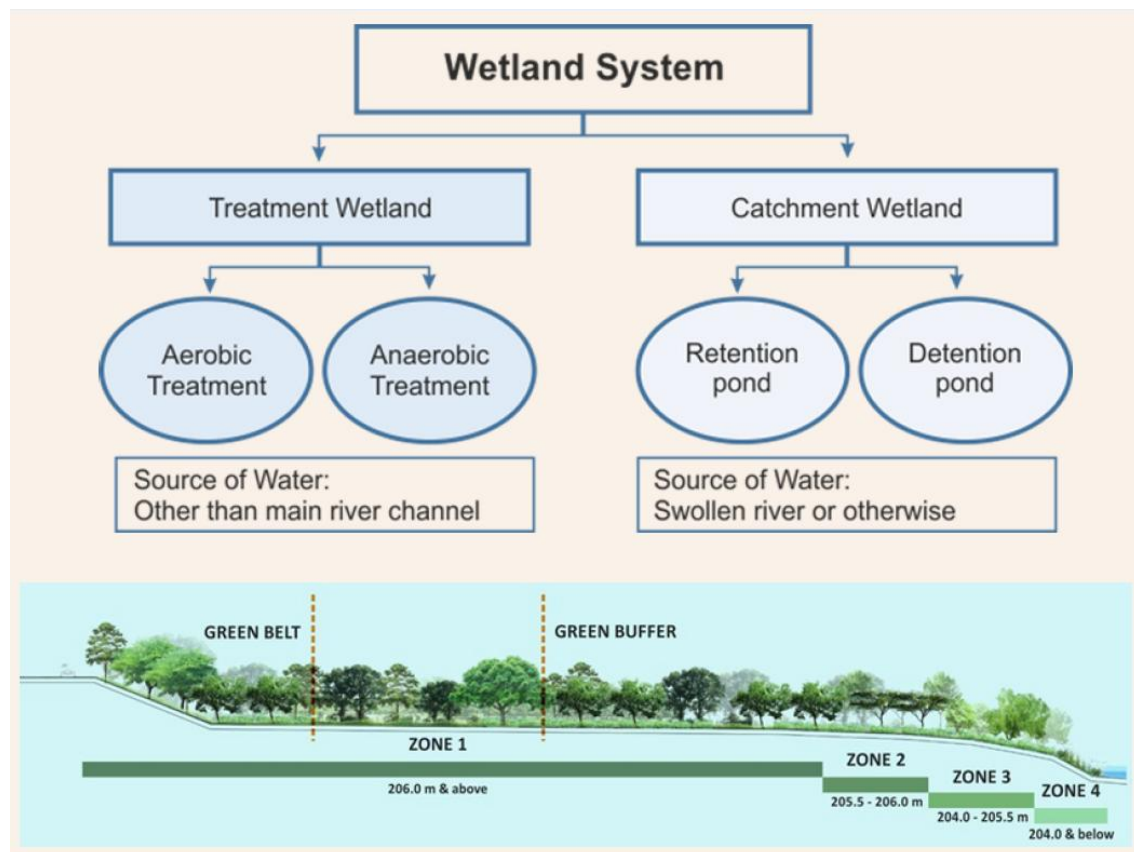 Wetland System
Treatment Wetland
Catchment Wetland
Aerobic
Treatment
Anaerobic
Treatment
Retention
pond
Detention
pond
Source of Water:
Other than main river channel
Source of Water:
Swollen river or otherwise
GREEN BELT
GREEN BUFFER
ZONE 1
206.0 m & above
ZONE 2
205.5 - 206.0 m
ZONE 3
204.0 - 205.5 m
ZONE 4
204.0 & below